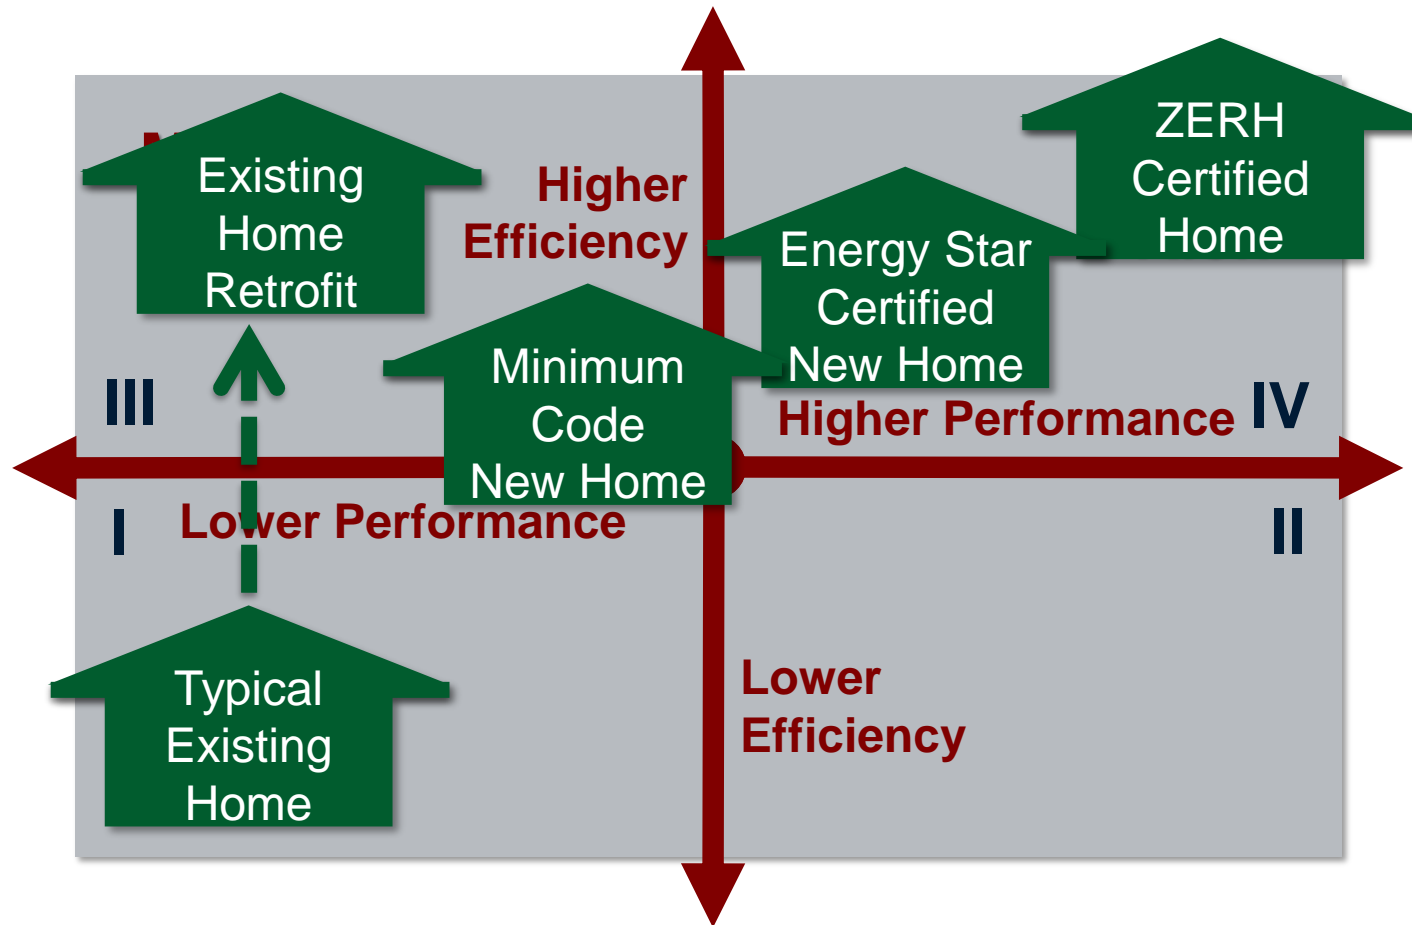 Existing
Home
Retrofit
Higher
Efficiency
ZERH
Certified
Home
Energy Star
Certified
New Home
Minimum
Code
New Home
III
Higher Performance
IV
I
Lower Performance
II
Typical
Existing
Home
Lower
Efficiency